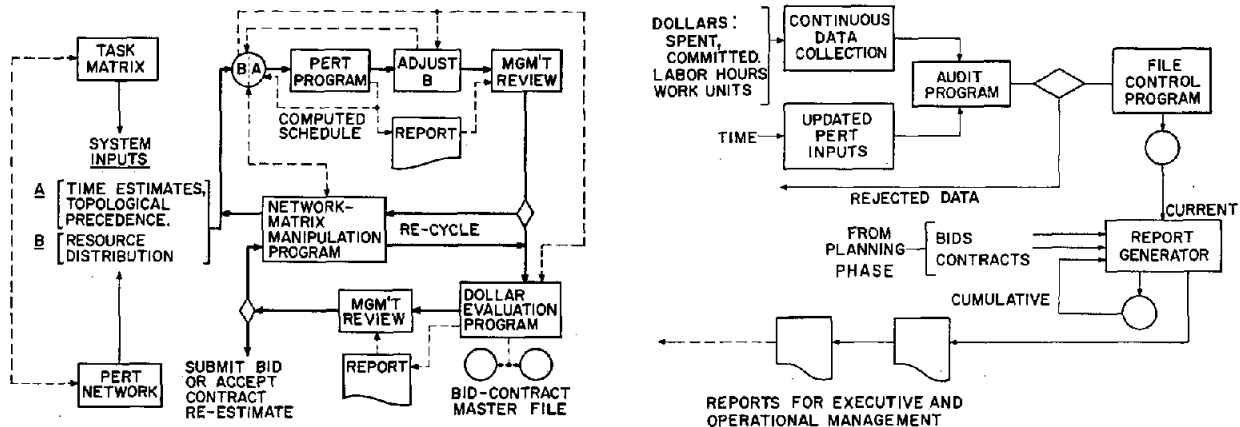 TASK
MATRIX
SYSTEM
INPUTS
A TIME ESTIMATES,
TOPOLOGICAL
PRECEDENCE.
B RESOURCE
DISTRIBUTION
PERT
NETWORK
B A
PERT
PROGRAM
ADJUST
B
MGM'T
REVIEW
COMPUTED
SCHEDULE
REPORT
NETWORK-
MATRIX
MANIPULATION
PROGRAM
RE-CYCLE
DOLLAR
EVALUATION
PROGRAM
MGM'T
REVIEW
REPORT
SUBMIT BID
OR ACCEPT
CONTRACT
RE-ESTIMATE
BID-CONTRACT
MASTER FILE
DOLLARS:
SPENT,
COMMITTED.
LABOR HOURS
WORK UNITS
CONTINUOUS
DATA
COLLECTION
TIME
UPDATED
PERT
INPUTS
AUDIT
PROGRAM
FILE
CONTROL
PROGRAM
REJECTED DATA
CURRENT
FROM
PLANNING
PHASE
BIDS
CONTRACTS
REPORT
GENERATOR
CUMULATIVE
REPORTS FOR EXECUTIVE AND
OPERATIONAL MANAGEMENT